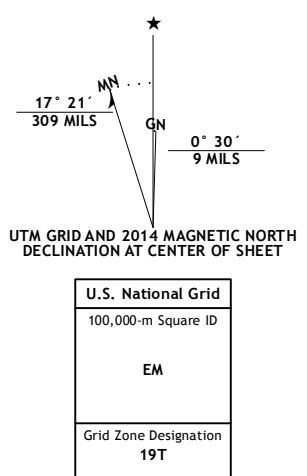 MN
GN
17° 21´
309 MILS
0° 30´
9 MILS
UTM GRID AND 2014 MAGNETIC NORTH
DECLINATION AT CENTER OF SHEET
U.S. National Grid
100,000-m Square ID
EM
Grid Zone Designation
19T